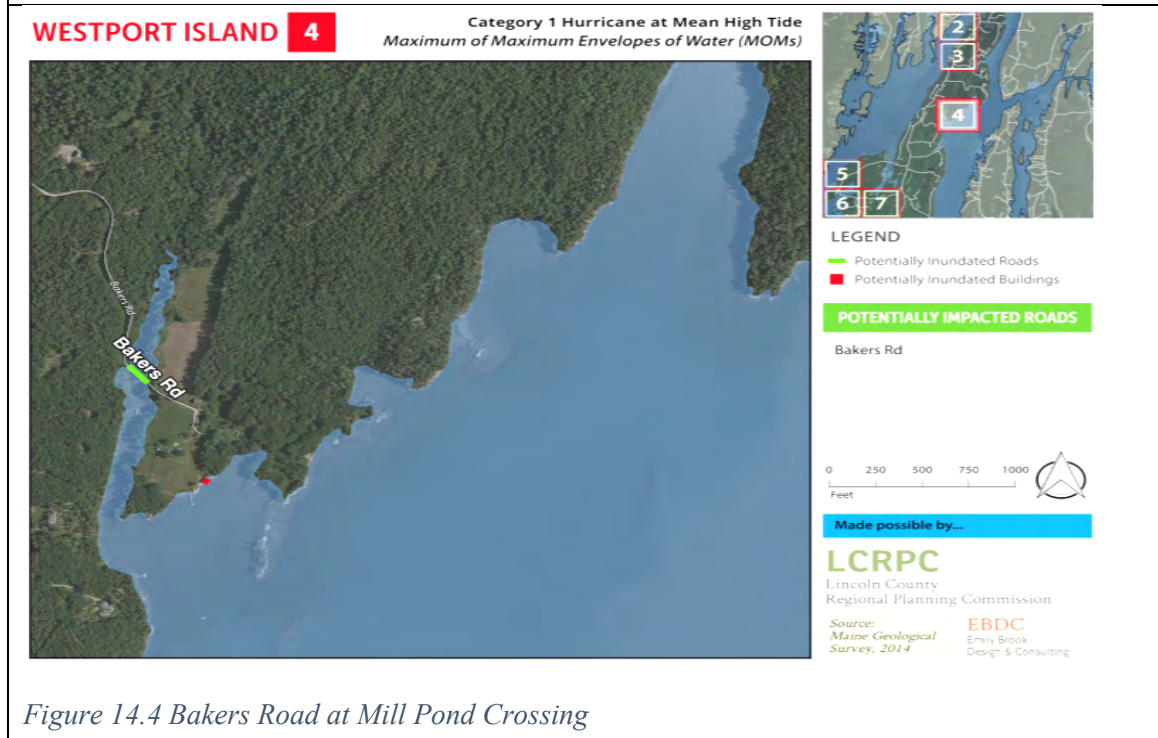 WESTPORT ISLAND 4
Category 1 Hurricane at Mean High Tide
Maximum of Maximum Envelopes of Water (MOMs)
Bakers Rd
Bakers Rd
2
3
4
5
6 7
LEGEND
Potentially Inundated Roads
Potentially Inundated Buildings
POTENTIALLY IMPACTED ROADS
Bakers Rd
0 250 500 750 1000
Feet
Made possible by...
LCRPC
Lincoln County
Regional Planning Commission
Source:
Maine Geological
Survey, 2014
EBDC
Emily Brook
Design & Consulting
Figure 14.4 Bakers Road at Mill Pond Crossing